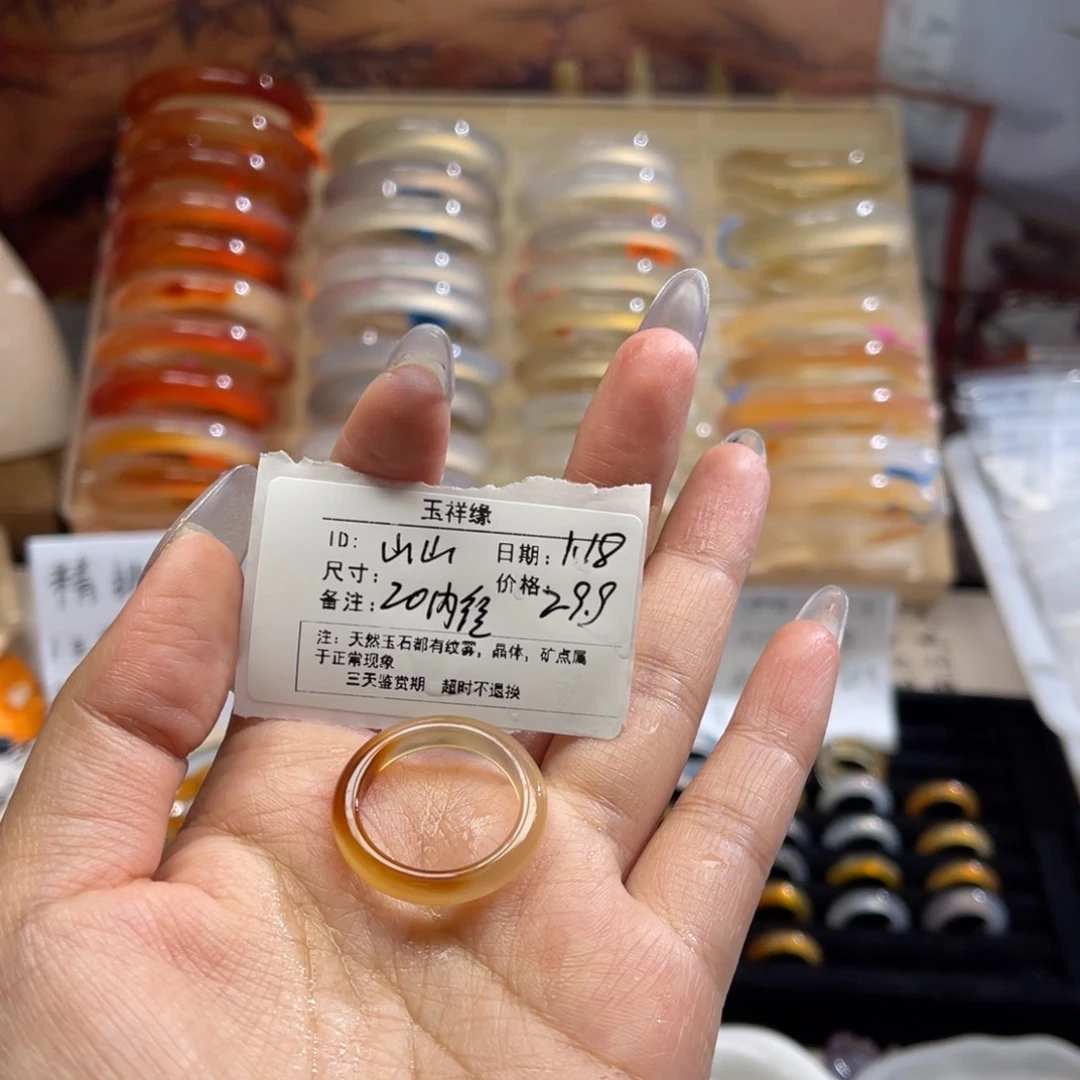 玉祥缘
ID: 山山 日期: 1.18
尺寸: 价格: 29.9
备注: 20内径
注: 天然玉石都有纹雾, 晶体, 矿点属
于正常现象
三天鉴赏期 超时不退换
精